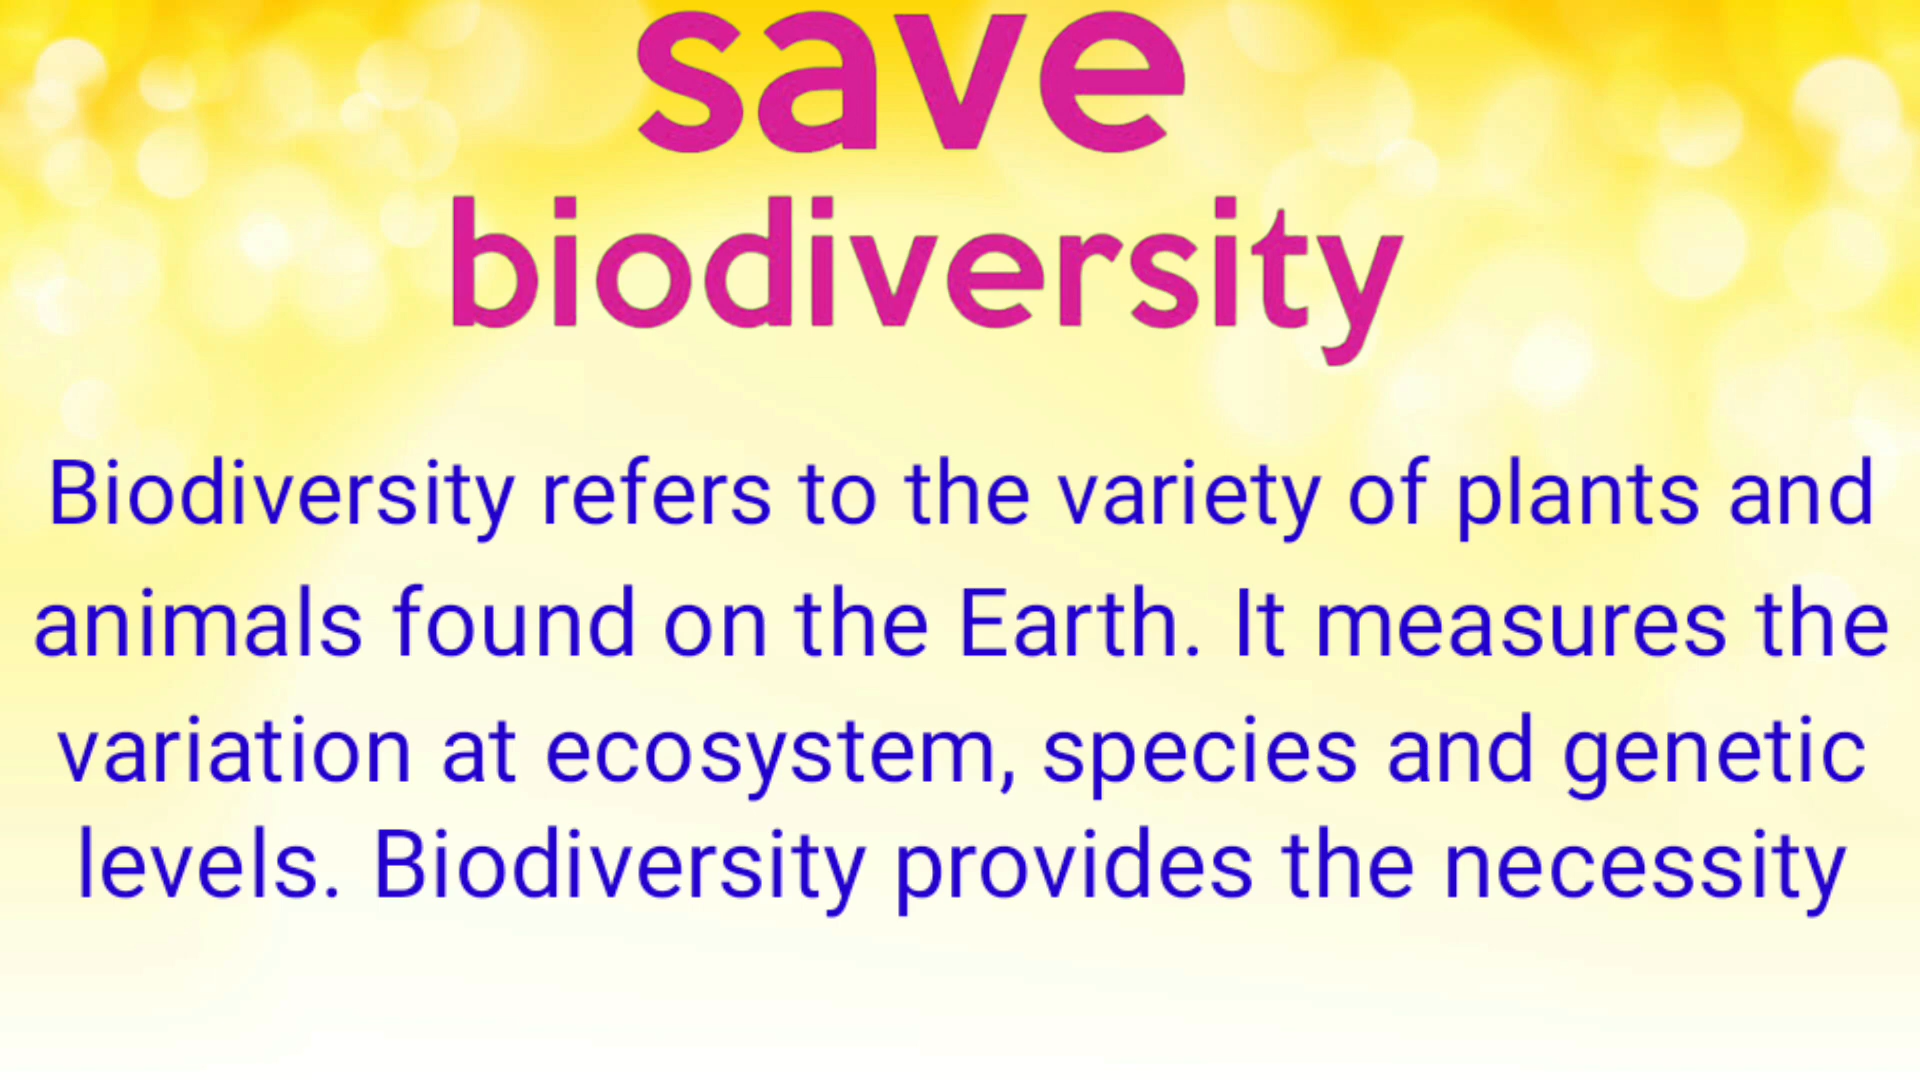 save
biodiversity
Biodiversity refers to the variety of plants and
animals found on the Earth. It measures the
variation at ecosystem, species and genetic
levels. Biodiversity provides the necessity